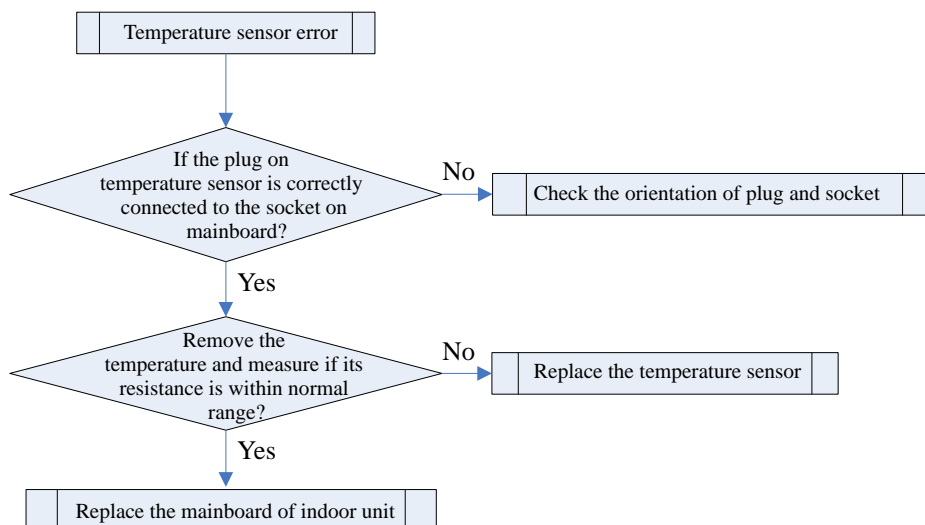 Temperature sensor error
If the plug on
temperature sensor is correctly
connected to the socket on
mainboard?
No
Check the orientation of plug and socket
Yes
Remove the
temperature and measure if its
resistance is within normal
range?
No
Replace the temperature sensor
Yes
Replace the mainboard of indoor unit